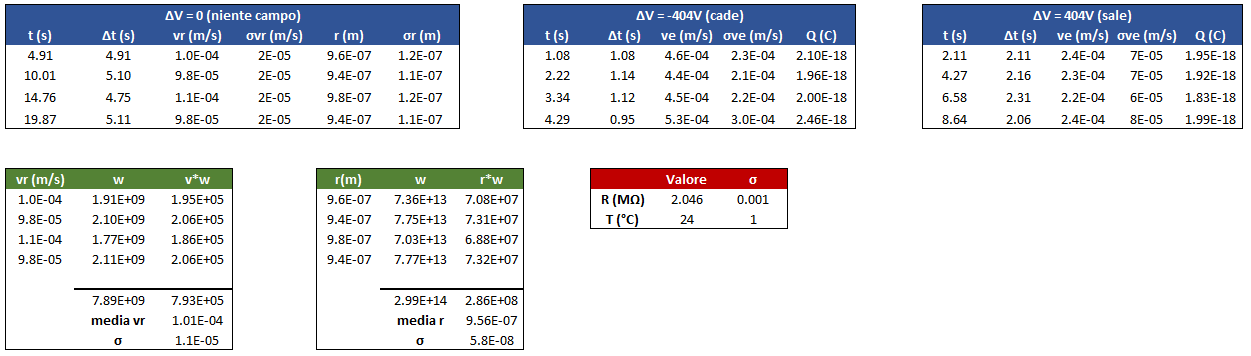 ΔV = 0 (niente campo)
t (s) Δt (s) vr (m/s) σvr (m/s) r (m) σr (m)
4.91 4.91 1.0E-04 2E-05 9.6E-07 1.2E-07
10.01 5.10 9.8E-05 2E-05 9.4E-07 1.1E-07
14.76 4.75 1.1E-04 2E-05 9.8E-07 1.2E-07
19.87 5.11 9.8E-05 2E-05 9.4E-07 1.1E-07
ΔV = -404V (cade)
t (s) Δt (s) ve (m/s) σve (m/s) Q (C)
1.08 1.08 4.6E-04 2.3E-04 2.10E-18
2.22 1.14 4.4E-04 2.1E-04 1.96E-18
3.34 1.12 4.5E-04 2.2E-04 2.00E-18
4.29 0.95 5.3E-04 3.0E-04 2.46E-18
ΔV = 404V (sale)
t (s) Δt (s) ve (m/s) σve (m/s) Q (C)
2.11 2.11 2.4E-04 7E-05 1.95E-18
4.27 2.16 2.3E-04 7E-05 1.92E-18
6.58 2.31 2.2E-04 6E-05 1.83E-18
8.64 2.06 2.4E-04 8E-05 1.99E-18
vr (m/s) w v*w
1.0E-04 1.91E+09 1.95E+05
9.8E-05 2.10E+09 2.06E+05
1.1E-04 1.77E+09 1.86E+05
9.8E-05 2.11E+09 2.06E+05
7.89E+09 7.93E+05
media vr 1.01E-04
σ 1.1E-05
r(m) w r*w
9.6E-07 7.36E+13 7.08E+07
9.4E-07 7.75E+13 7.31E+07
9.8E-07 7.03E+13 6.88E+07
9.4E-07 7.77E+13 7.32E+07
2.99E+14 2.86E+08
media r 9.56E-07
σ 5.8E-08
Valore σ
R (MΩ) 2.046 0.001
T (°C) 24 1